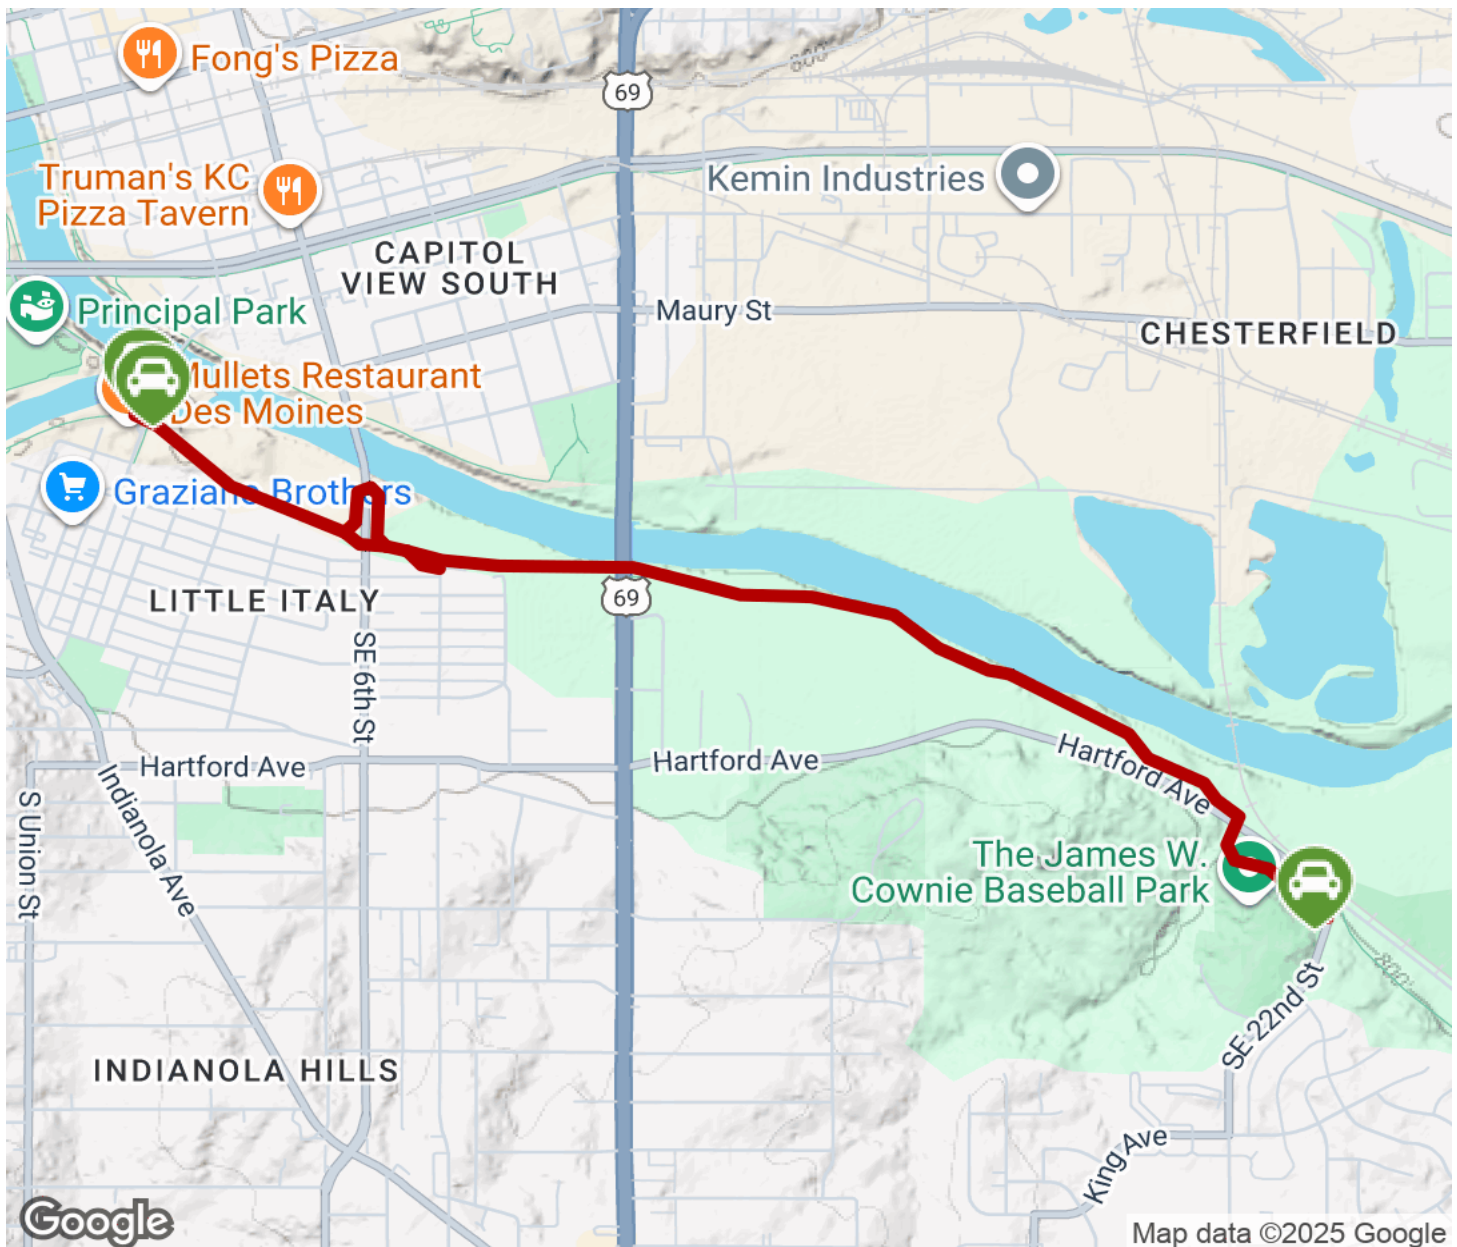 Fong's Pizza
800
69
Truman's KC
Pizza Tavern
Kemin Industries
CAPITOL
VIEW SOUTH
Principal Park
Maury St
CHESTERFIELD
Mullets Restaurant
Des Moines
Graziano Brothers
LITTLE ITALY
69
SE 6th St
Hartford Ave
Hartford Ave
Hartford Ave
S Union St
Indianola Ave
The James W.
Cownie Baseball Park
800
SE 22nd St
INDIANOLA HILLS
King Ave
Google
Map data ©2025 Google